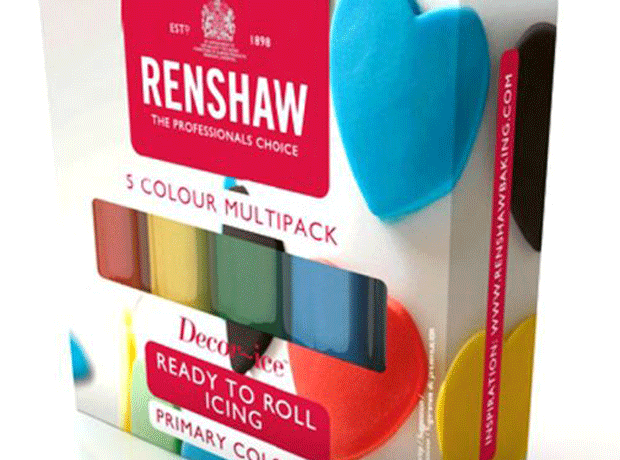 ESTD 1898
RENSHAW
THE PROFESSIONALS CHOICE
5 COLOUR MULTIPACK
Decor-ice
READY TO ROLL
ICING
PRIMARY COLO
INSPIRATION: WWW.RENSHAWBAKING.COM